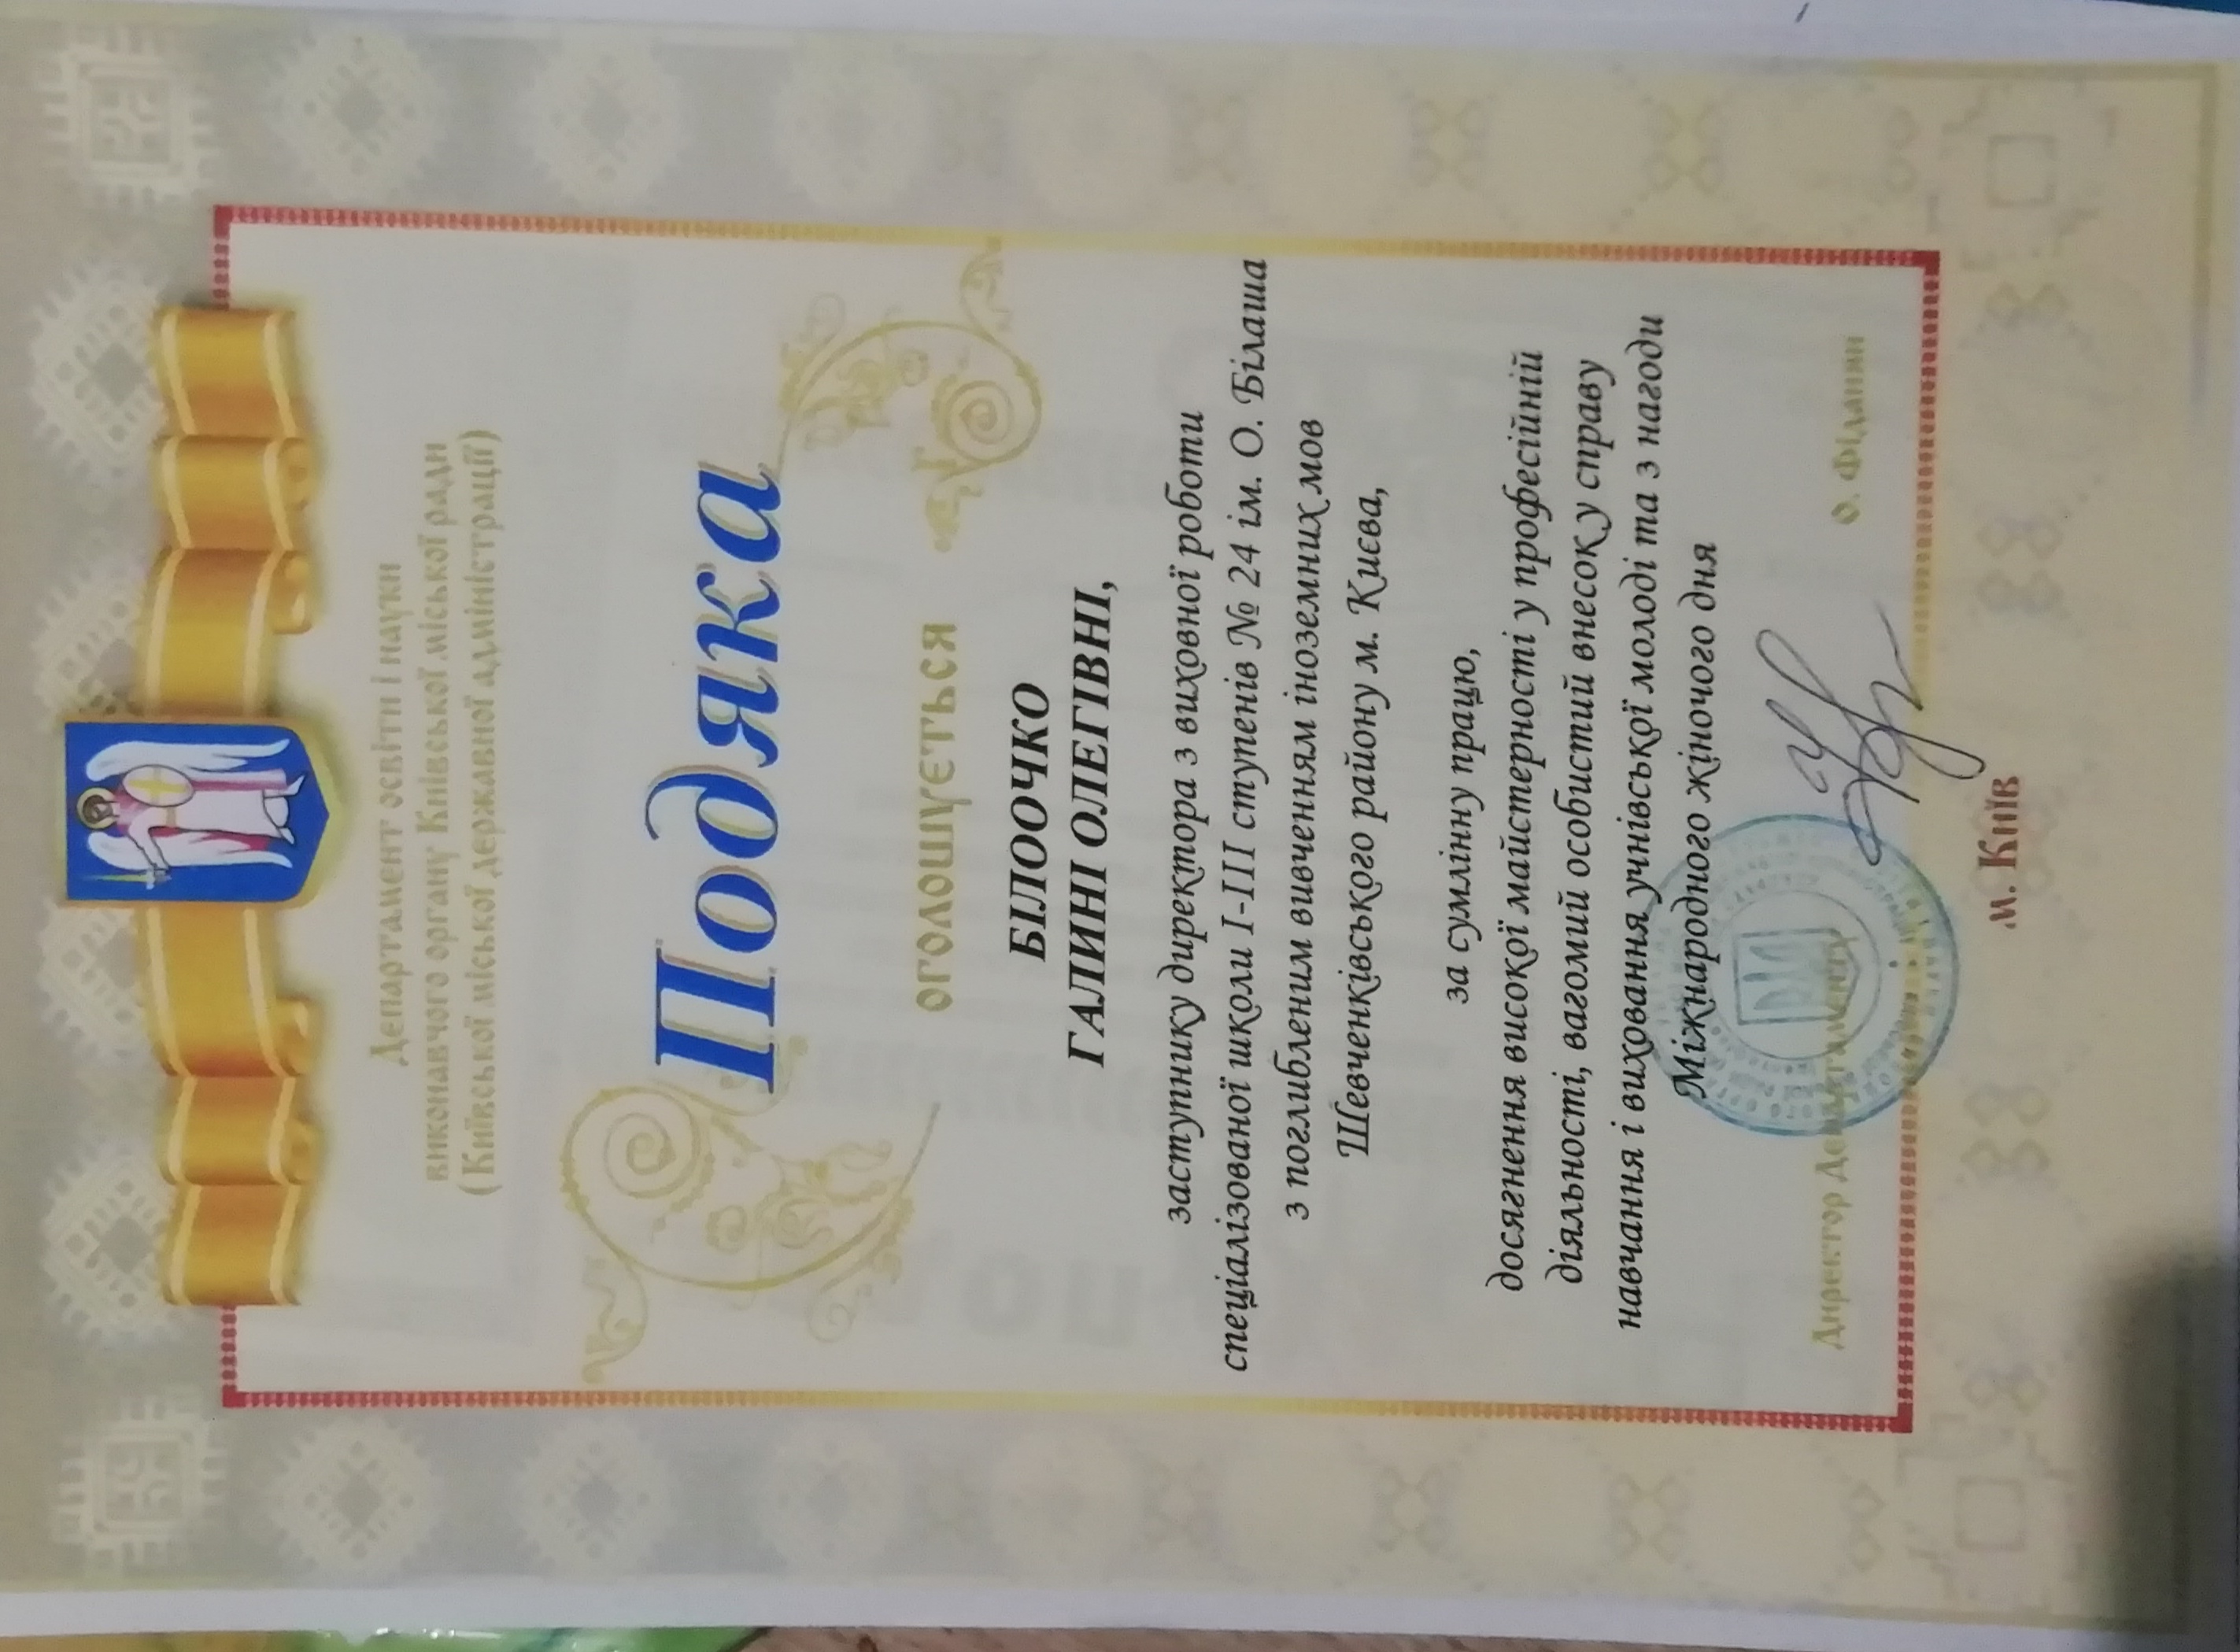 Департамент освіти і науки
виконавчого органу Київської міської ради
(Київської міської державної адміністрації)
Подяка
оголошується
БІЛООЧКО
ГАЛИНІ ОЛЕГІВНІ,
заступнику директора з виховної роботи
спеціалізованої школи І-ІІІ ступенів № 24 ім. О. Білаша
з поглибленим вивченням іноземних мов
Шевченківського району м. Києва,
за сумлінну працю,
досягнення високої майстерності у професійній
діяльності, вагомий особистий внесок у справу
навчання і виховання учнівської молоді та з нагоди
Міжнародного жіночого дня
Директор Департаменту О. Фіданян
м. Київ